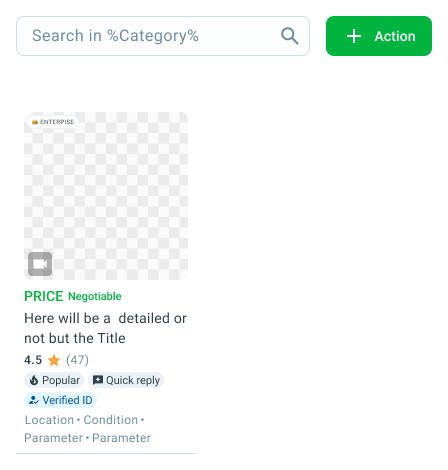 Search in %Category%
Action
ENTERPISE
PRICE Negotiable
Here will be a detailed or
not but the Title
4.5 (47)
Popular Quick reply
Verified ID
Location • Condition •
Parameter • Parameter